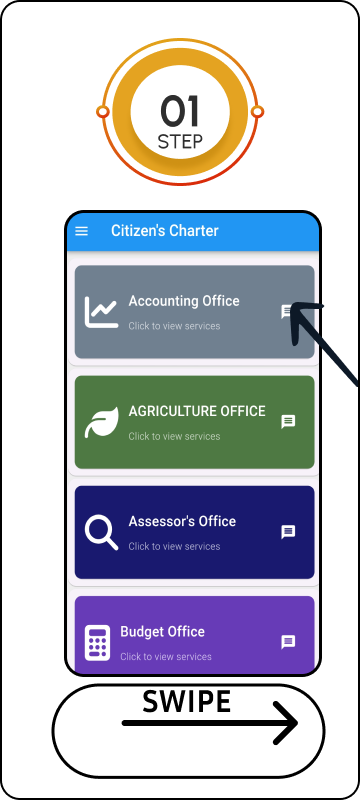 01
STEP
Citizen's Charter
Accounting Office
Click to view services
AGRICULTURE OFFICE
Click to view services
Assessor's Office
Click to view services
Budget Office
Click to view services
SWIPE